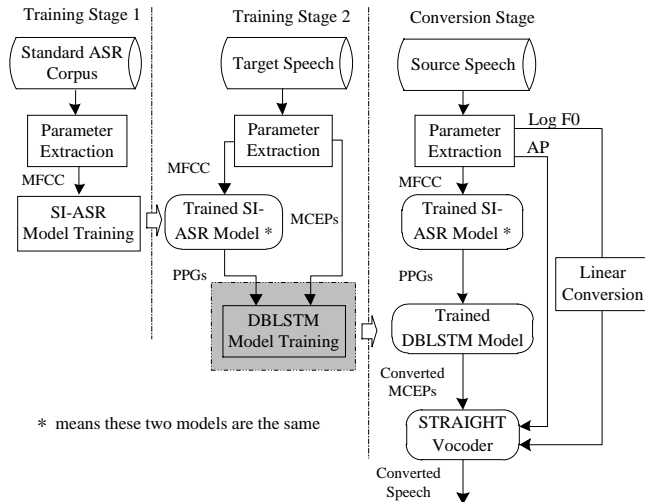 Training Stage 1
Training Stage 2
Conversion Stage
Standard ASR
Corpus
Target Speech
Source Speech
Parameter
Extraction
Parameter
Extraction
Parameter
Extraction
Log F0
AP
MFCC
MFCC
MCEPs
MFCC
SI-ASR
Model Training
Trained SI-
ASR Model *
Trained SI-
ASR Model *
PPGs
PPGs
Linear
Conversion
DBLSTM
Model Training
Trained
DBLSTM Model
Converted
MCEPs
* means these two models are the same
STRAIGHT
Vocoder
Converted
Speech